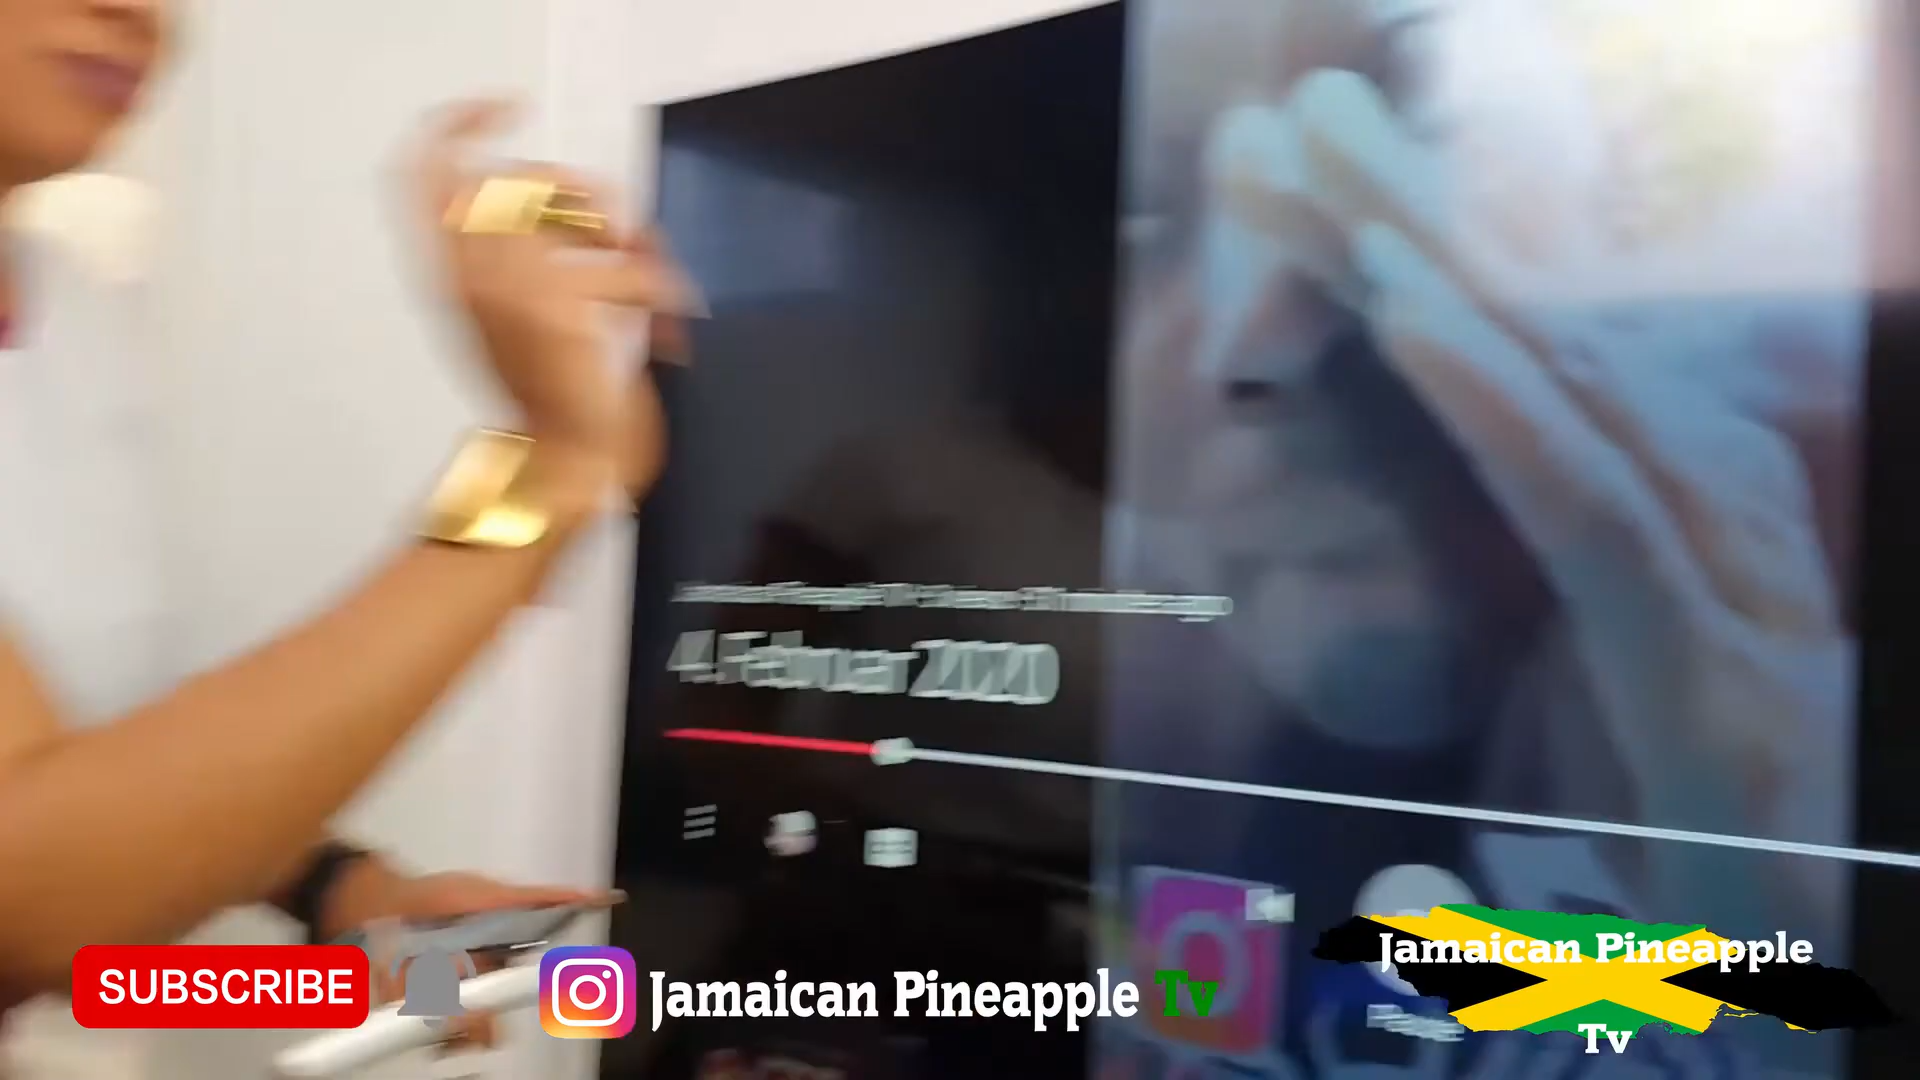 4. Februar 2020
SUBSCRIBE
Jamaican Pineapple Tv
Jamaican Pineapple
Tv